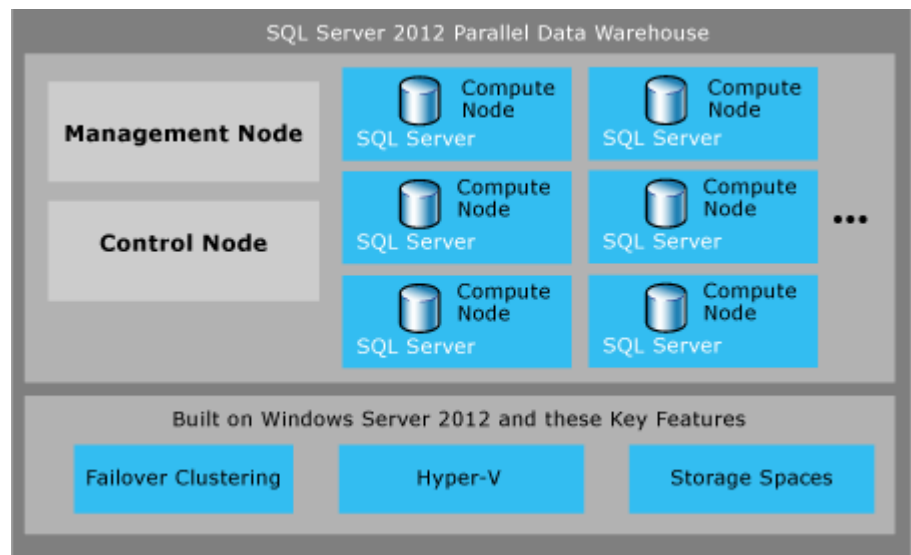 SQL Server 2012 Parallel Data Warehouse
Management Node
Control Node
Compute
Node
SQL Server
Compute
Node
SQL Server
Compute
Node
SQL Server
Compute
Node
SQL Server
•••
Compute
Node
SQL Server
Compute
Node
SQL Server
Built on Windows Server 2012 and these Key Features
Failover Clustering
Hyper-V
Storage Spaces